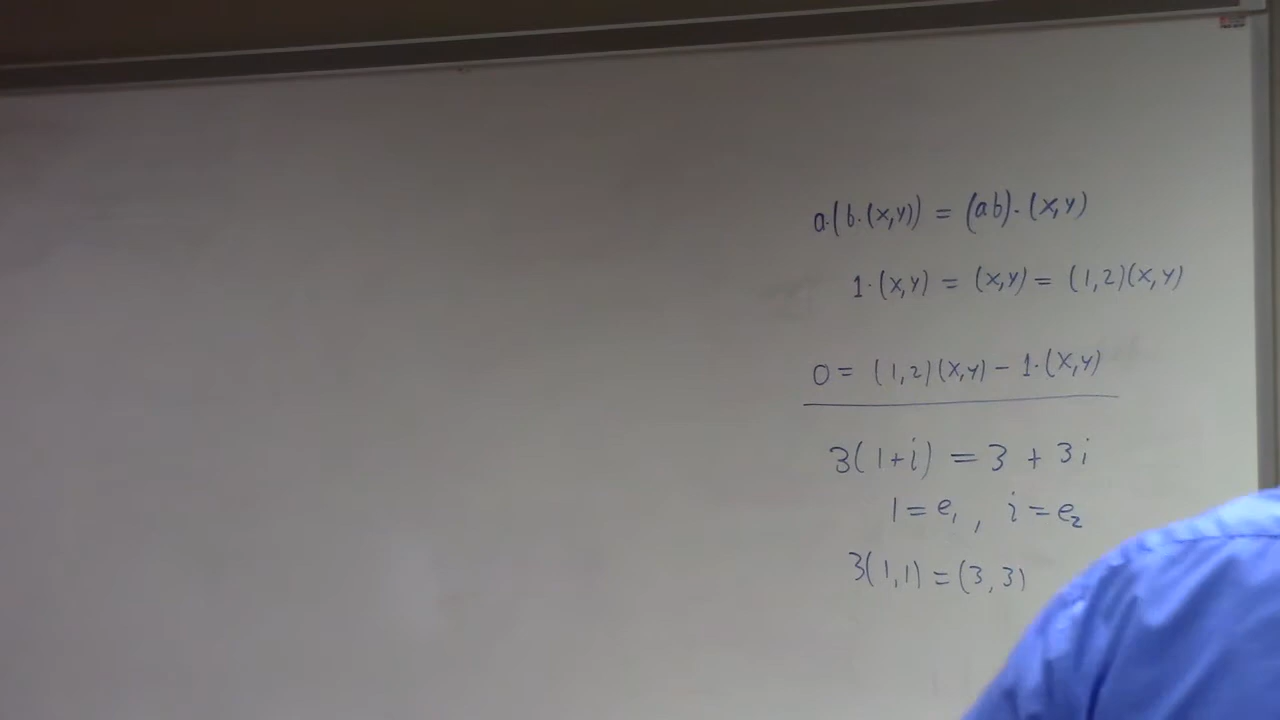 a·(b·(x,y)) = (ab)·(x,y)
1·(x,y) = (x,y) = (1,2)(x,y)
0 = (1,2)(x,y) - 1·(x,y)
3(1+i) = 3 + 3i
1 = e₁, i = e₂
3(1,1) = (3,3)